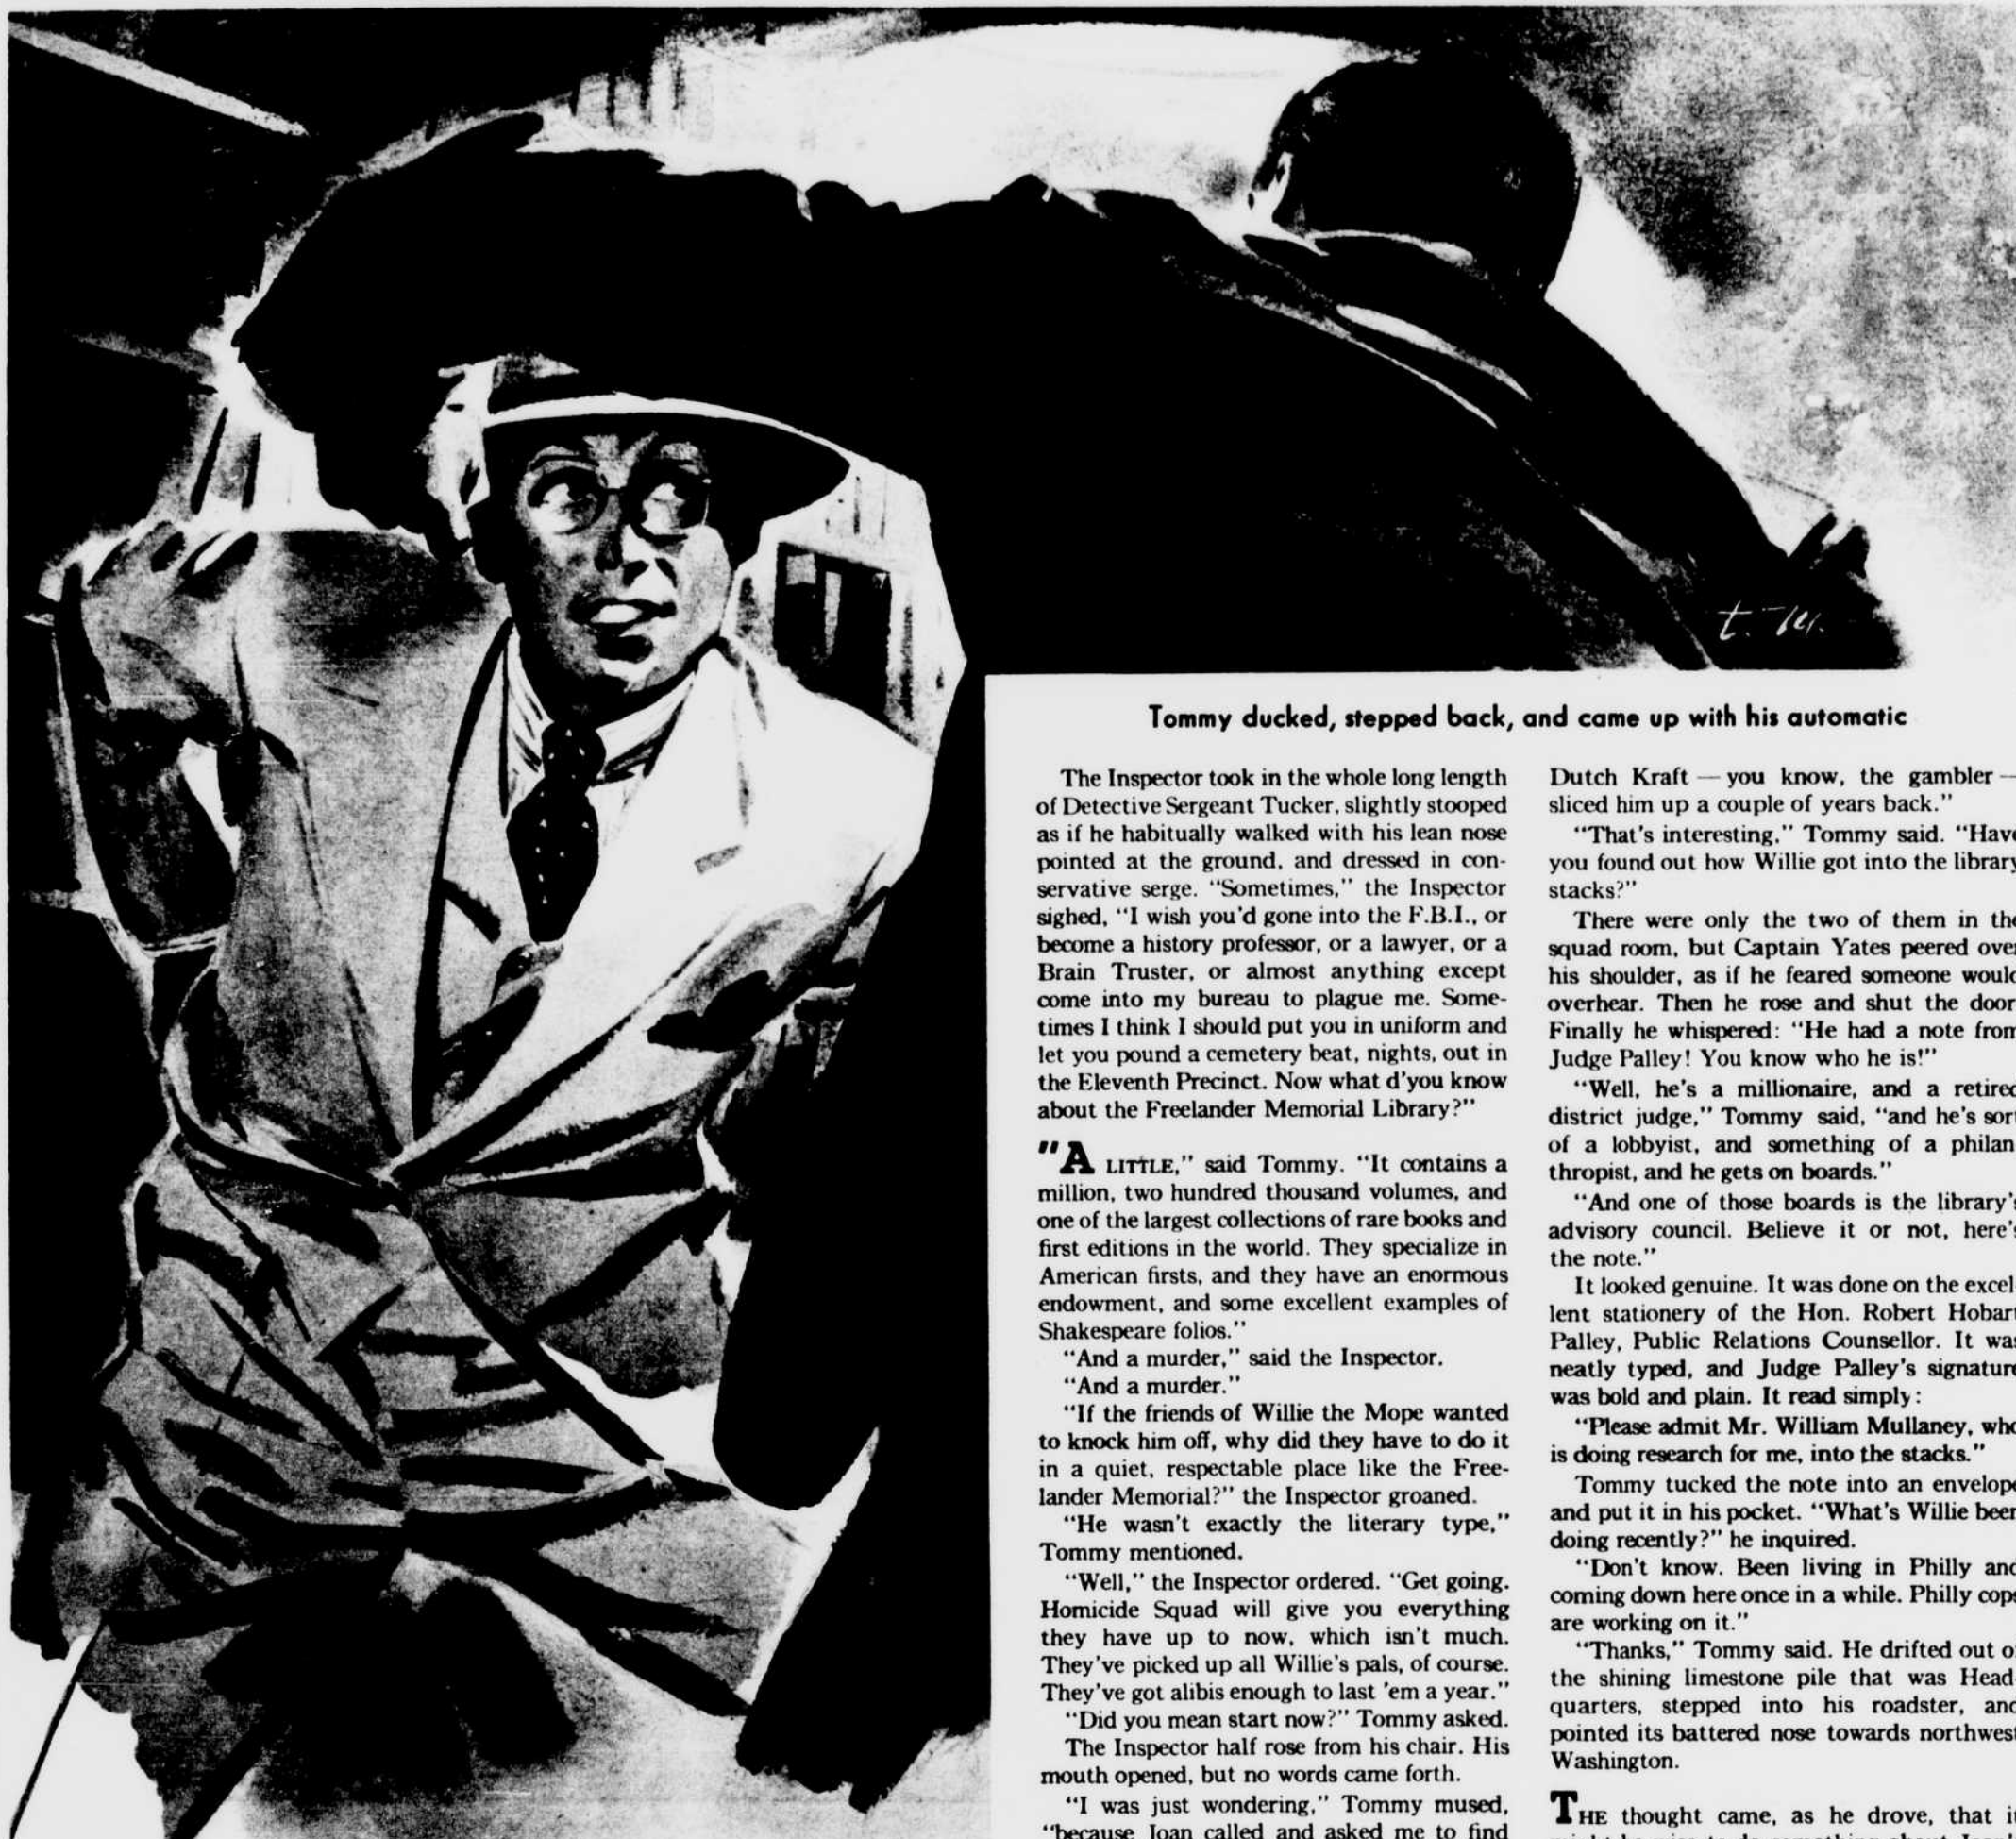 t. M.
Tommy ducked, stepped back, and came up with his automatic
The Inspector took in the whole long length
of Detective Sergeant Tucker, slightly stooped
as if he habitually walked with his lean nose
pointed at the ground, and dressed in con-
servative serge. "Sometimes," the Inspector
sighed, "I wish you'd gone into the F.B.I., or
become a history professor, or a lawyer, or a
Brain Truster, or almost anything except
come into my bureau to plague me. Some-
times I think I should put you in uniform and
let you pound a cemetery beat, nights, out in
the Eleventh Precinct. Now what d'you know
about the Freelander Memorial Library?"
"A LITTLE," said Tommy. "It contains a
million, two hundred thousand volumes, and
one of the largest collections of rare books and
first editions in the world. They specialize in
American firsts, and they have an enormous
endowment, and some excellent examples of
Shakespeare folios."
"And a murder," said the Inspector.
"And a murder."
"If the friends of Willie the Mope wanted
to knock him off, why did they have to do it
in a quiet, respectable place like the Free-
lander Memorial?" the Inspector groaned.
"He wasn't exactly the literary type,"
Tommy mentioned.
"Well," the Inspector ordered. "Get going.
Homicide Squad will give you everything
they have up to now, which isn't much.
They've picked up all Willie's pals, of course.
They've got alibis enough to last 'em a year."
"Did you mean start now?" Tommy asked.
The Inspector half rose from his chair. His
mouth opened, but no words came forth.
"I was just wondering," Tommy mused,
"because Joan called and asked me to find
Dutch Kraft — you know, the gambler —
sliced him up a couple of years back."
"That's interesting," Tommy said. "Have
you found out how Willie got into the library
stacks?"
There were only the two of them in the
squad room, but Captain Yates peered over
his shoulder, as if he feared someone would
overhear. Then he rose and shut the door.
Finally he whispered: "He had a note from
Judge Palley! You know who he is!"
"Well, he's a millionaire, and a retired
district judge," Tommy said, "and he's sort
of a lobbyist, and something of a philan-
thropist, and he gets on boards."
"And one of those boards is the library's
advisory council. Believe it or not, here's
the note."
It looked genuine. It was done on the excel-
lent stationery of the Hon. Robert Hobart
Palley, Public Relations Counsellor. It was
neatly typed, and Judge Palley's signature
was bold and plain. It read simply:
"Please admit Mr. William Mullaney, who
is doing research for me, into the stacks."
Tommy tucked the note into an envelope
and put it in his pocket. "What's Willie been
doing recently?" he inquired.
"Don't know. Been living in Philly and
coming down here once in a while. Philly cops
are working on it."
"Thanks," Tommy said. He drifted out of
the shining limestone pile that was Head-
quarters, stepped into his roadster, and
pointed its battered nose towards northwest
Washington.
THE thought came, as he drove, that it